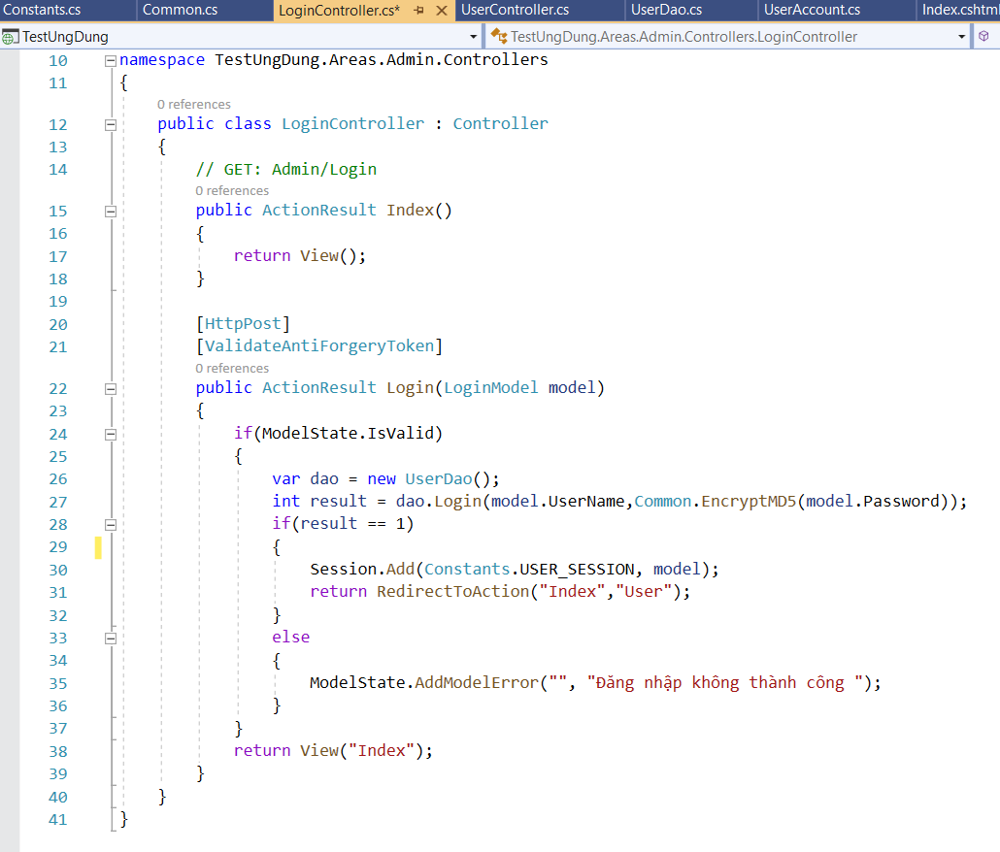 Constants.cs Common.cs LoginController.cs* UserController.cs UserDao.cs UserAccount.cs Index.cshtml
TestUngDung TestUngDung.Areas.Admin.Controllers.LoginController
10 namespace TestUngDung.Areas.Admin.Controllers
11 {
0 references
12 public class LoginController : Controller
13 {
14 // GET: Admin/Login
0 references
15 public ActionResult Index()
16 {
17 return View();
18 }
19
20 [HttpPost]
21 [ValidateAntiForgeryToken]
0 references
22 public ActionResult Login(LoginModel model)
23 {
24 if(ModelState.IsValid)
25 {
26 var dao = new UserDao();
27 int result = dao.Login(model.UserName,Common.EncryptMD5(model.Password));
28 if(result == 1)
29 {
30 Session.Add(Constants.USER_SESSION, model);
31 return RedirectToAction("Index","User");
32 }
33 else
34 {
35 ModelState.AddModelError("", "Đăng nhập không thành công ");
36 }
37 }
38 return View("Index");
39 }
40 }
41 }